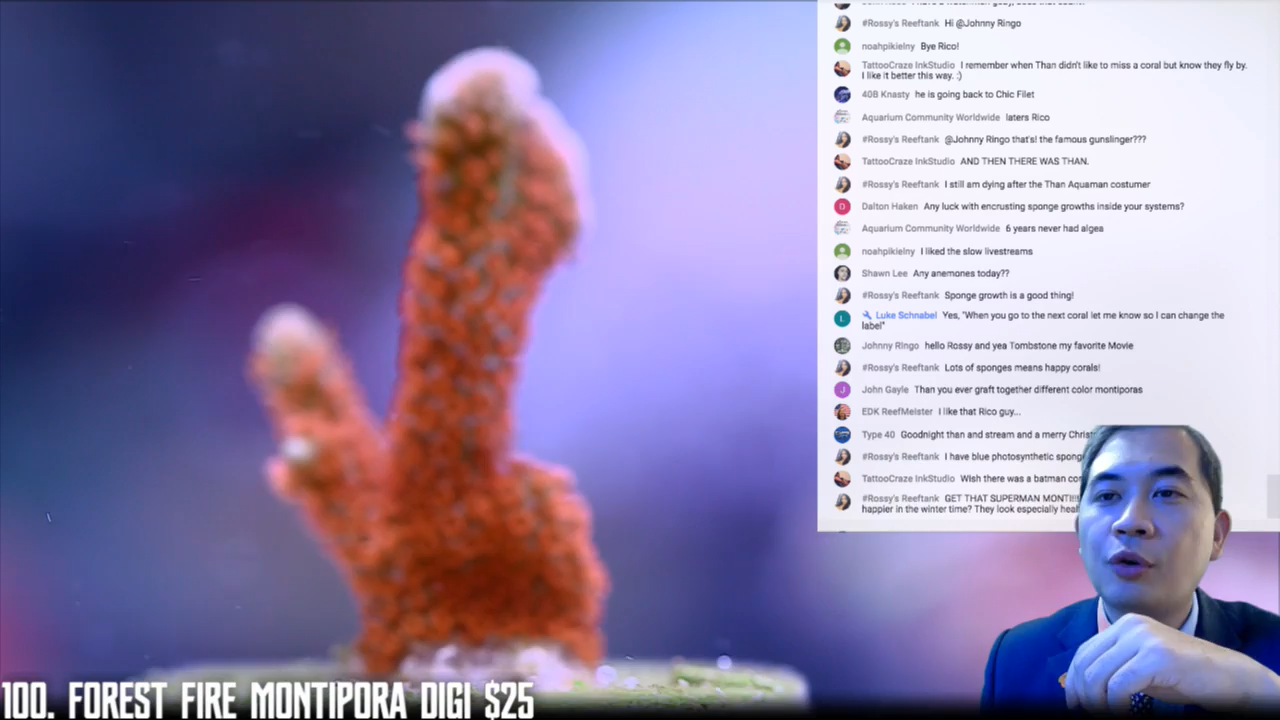 #Rossy's Reeftank Hi @Johnny Ringo
noahpikielny Bye Rico!
TattooCraze InkStudio I remember when Than didn't like to miss a coral but know they fly by.
I like it better this way. :)
40B Knasty he is going back to Chic Filet
Aquarium Community Worldwide laters Rico
#Rossy's Reeftank @Johnny Ringo that's! the famous gunslinger???
TattooCraze InkStudio AND THEN THERE WAS THAN.
#Rossy's Reeftank I still am dying after the Than Aquaman costumer
D Dalton Haken Any luck with encrusting sponge growths inside your systems?
Aquarium Community Worldwide 6 years never had algea
noahpikielny I liked the slow livestreams
Shawn Lee Any anemones today??
#Rossy's Reeftank Sponge growth is a good thing!
L Luke Schnabel Yes, "When you go to the next coral let me know so I can change the
label"
Johnny Ringo hello Rossy and yea Tombstone my favorite Movie
#Rossy's Reeftank Lots of sponges means happy corals!
J John Gayle Than you ever graft together different color montiporas
EDK ReefMeister I like that Rico guy...
Type 40 Goodnight than and stream and a merry Christ
#Rossy's Reeftank I have blue photosynthetic spong
TattooCraze InkStudio Wish there was a batman
#Rossy's Reeftank GET THAT SUPERMAN
happier in the winter time? They look especially
100. FOREST FIRE MONTIPORA DIGI $25